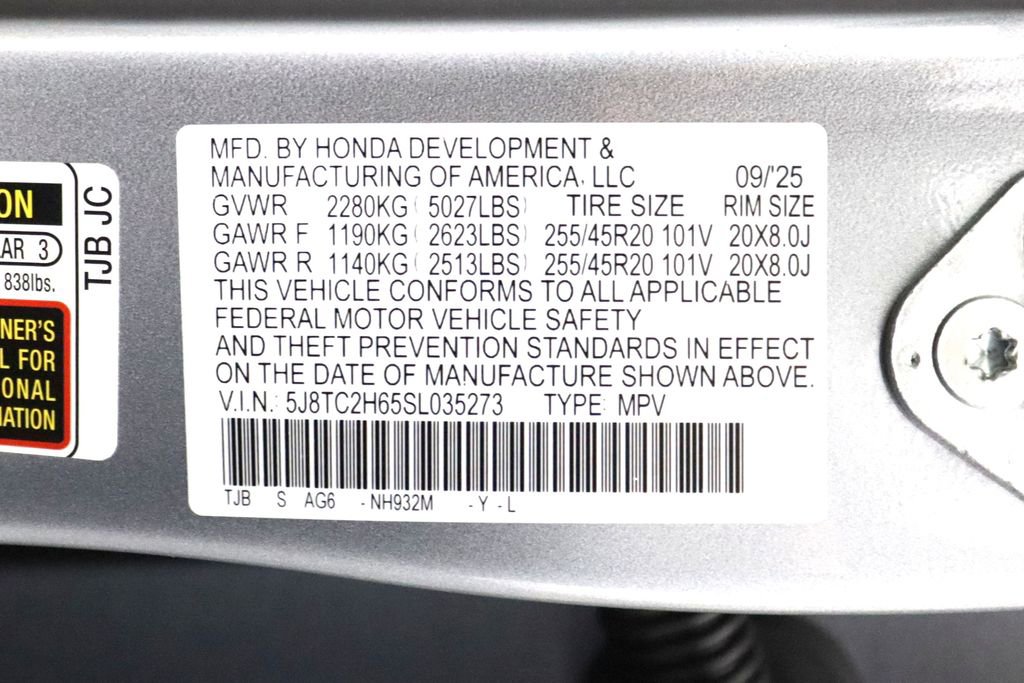 MFD. BY HONDA DEVELOPMENT &
MANUFACTURING OF AMERICA, LLC 09/'25
GVWR 2280KG ( 5027LBS) TIRE SIZE RIM SIZE
GAWR F 1190KG ( 2623LBS) 255/45R20 101V 20X8.0J
GAWR R 1140KG ( 2513LBS) 255/45R20 101V 20X8.0J
THIS VEHICLE CONFORMS TO ALL APPLICABLE
FEDERAL MOTOR VEHICLE SAFETY
AND THEFT PREVENTION STANDARDS IN EFFECT
ON THE DATE OF MANUFACTURE SHOWN ABOVE.
V.I.N.: 5J8TC2H65SL035273 TYPE: MPV
TJB S AG6 -NH932M -Y -L
ON
AR 3
838lbs.
NER'S
L FOR
IONAL
MATION
TJB JC